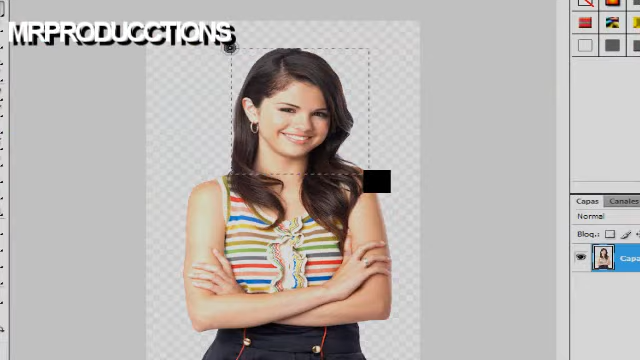 MRPRODUCCTIONS
Capas
Canales
Normal
Bloq.:
Capa